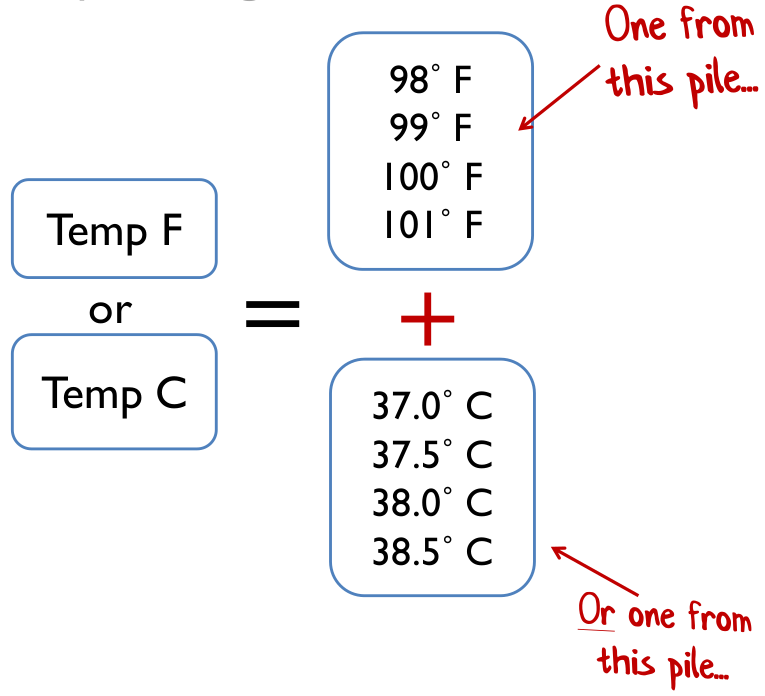 One from
this pile...
98° F
99° F
100° F
101° F
Temp F
or
=
+
Temp C
37.0° C
37.5° C
38.0° C
38.5° C
Or one from
this pile...